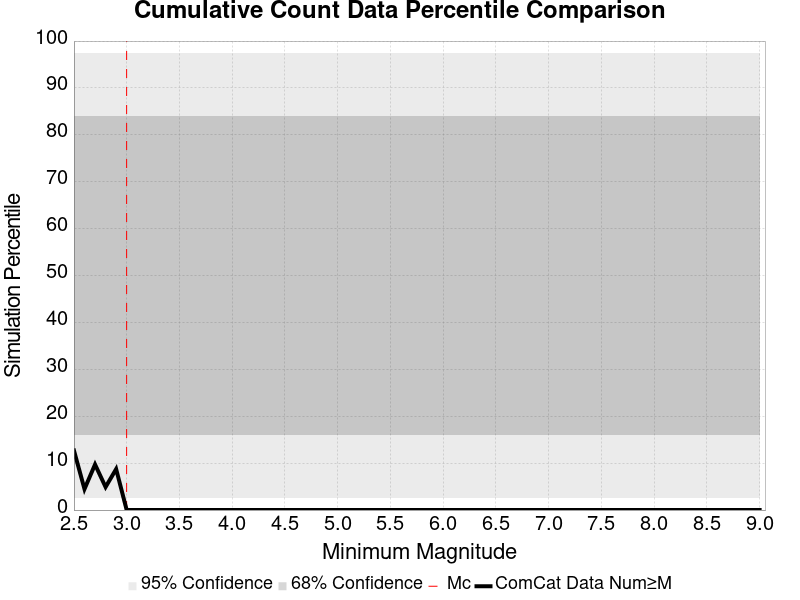 Cumulative Count Data Percentile Comparison
100
90
80
70
60
50
40
30
20
10
0
Simulation Percentile
2.5 3.0 3.5 4.0 4.5 5.0 5.5 6.0 6.5 7.0 7.5 8.0 8.5 9.0
Minimum Magnitude
95% Confidence 68% Confidence Mc ComCat Data Num≥M